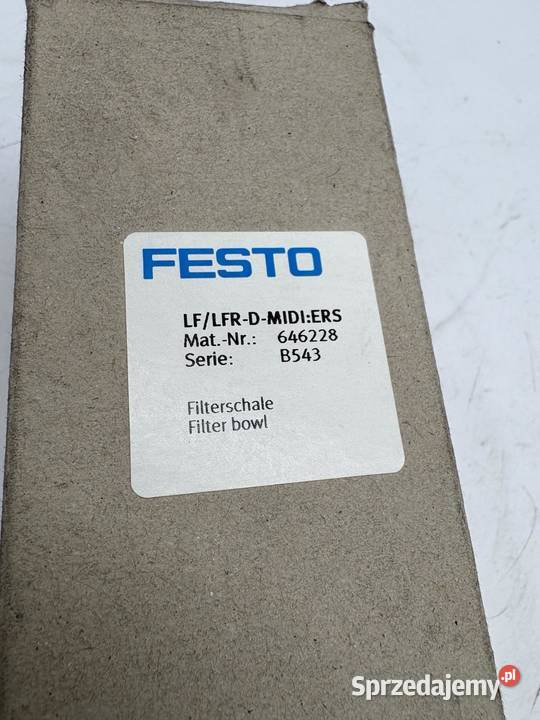 FESTO
LF/LFR-D-MIDI:ERS
Mat.-Nr.: 646228
Serie: B543
Filterschale
Filter bowl
Sprzedajemy.pl